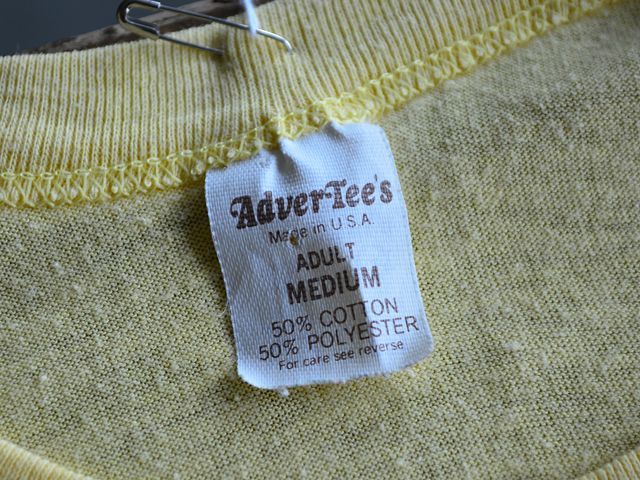 Adver-Tee's
Made in U.S.A.
ADULT
MEDIUM
50% COTTON
50% POLYESTER
For care see reverse